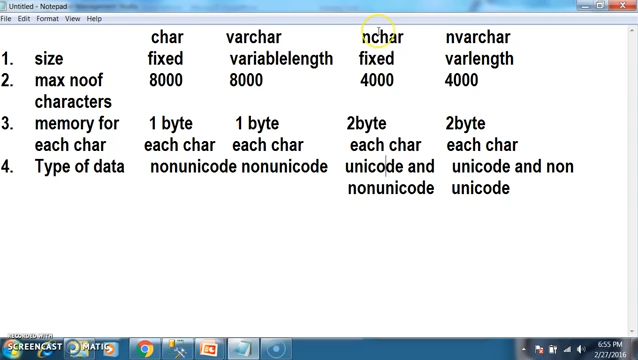 Untitled - Notepad
File Edit Format View Help
char varchar nchar nvarchar
1. size fixed variablelength fixed varlength
2. max noof 8000 8000 4000 4000
characters
3. memory for 1 byte 1 byte 2byte 2byte
each char each char each char each char each char
4. Type of data nonunicode nonunicode unicode and unicode and non
nonunicode unicode
RECORDED WITH
SCREENCAST MATIC
6:55 PM
2/27/2016